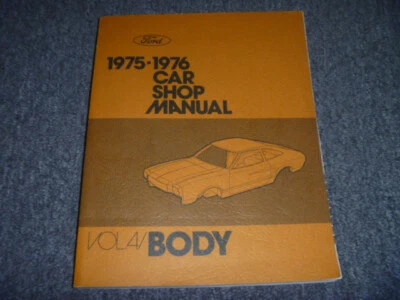 Ford
1975·1976
CAR
SHOP
MANUAL
VOL.4/BODY